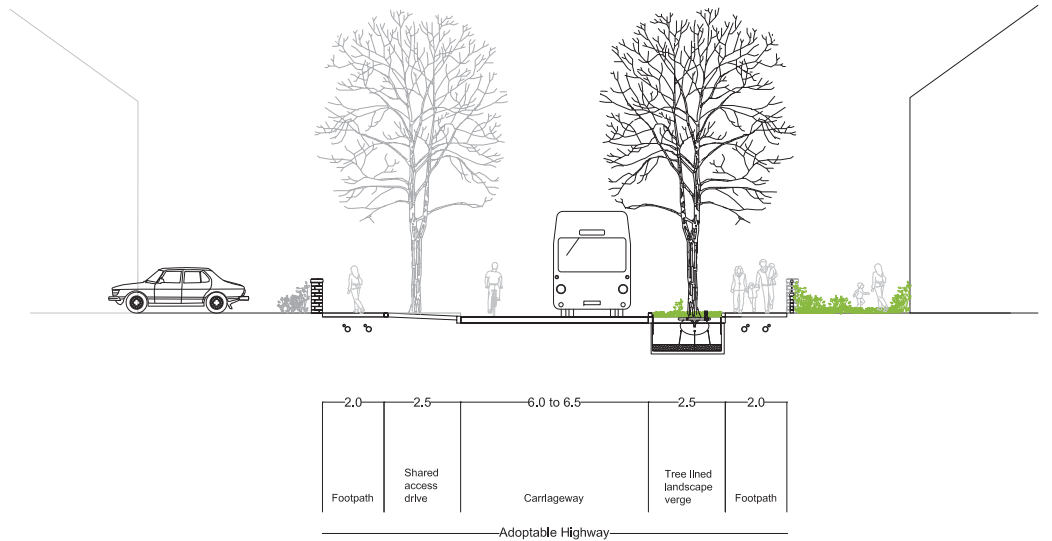 2.0 2.5 6.0 to 6.5 2.5 2.0
Shared
access
drive
Tree lined
landscape
verge
Footpath
Carriageway
Footpath
Adoptable Highway